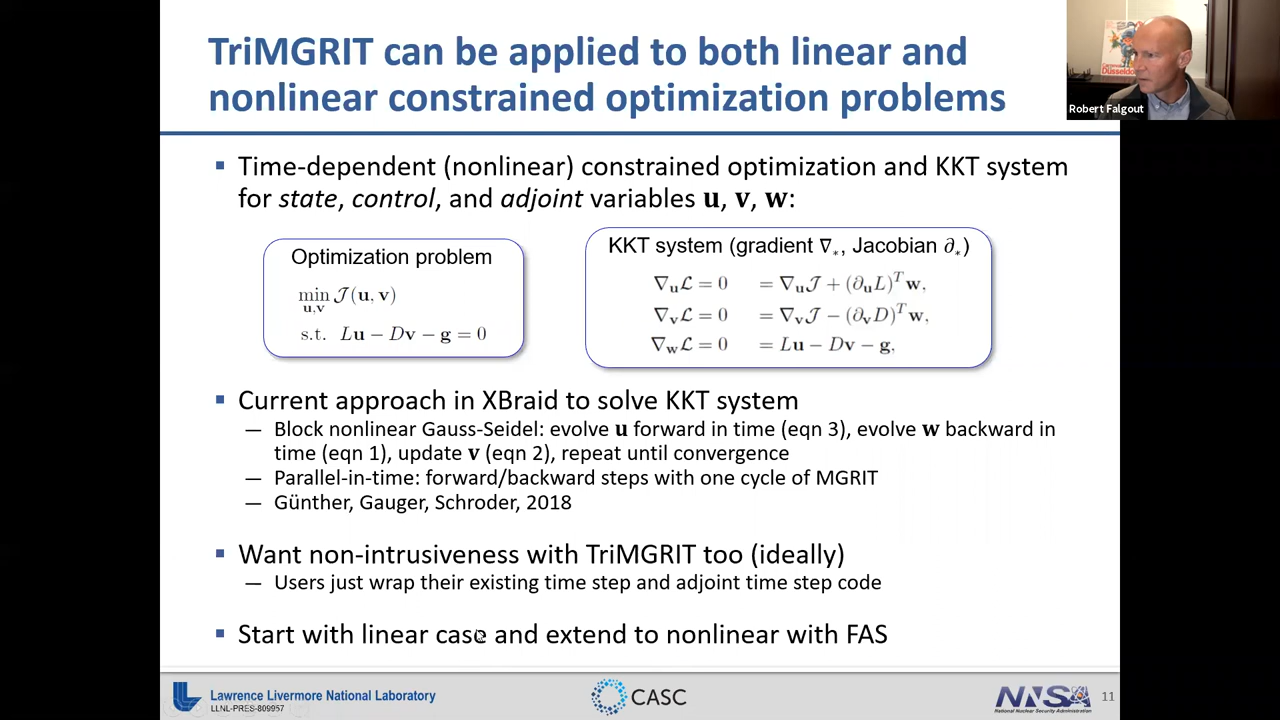 TriMGRIT can be applied to both linear and
nonlinear constrained optimization problems
Robert Falgout
▪ Time-dependent (nonlinear) constrained optimization and KKT system
for state, control, and adjoint variables u, v, w:
Optimization problem
min 𝒥(u, v)
u,v
s.t. Lu − Dv − g = 0
KKT system (gradient ∇*, Jacobian ∂*)
∇uℒ = 0 = ∇u𝒥 + (∂uL)ᵀw,
∇vℒ = 0 = ∇v𝒥 − (∂vD)ᵀw,
∇wℒ = 0 = Lu − Dv − g,
▪ Current approach in XBraid to solve KKT system
— Block nonlinear Gauss-Seidel: evolve u forward in time (eqn 3), evolve w backward in
time (eqn 1), update v (eqn 2), repeat until convergence
— Parallel-in-time: forward/backward steps with one cycle of MGRIT
— Günther, Gauger, Schroder, 2018
▪ Want non-intrusiveness with TriMGRIT too (ideally)
— Users just wrap their existing time step and adjoint time step code
▪ Start with linear case and extend to nonlinear with FAS
Lawrence Livermore National Laboratory
LLNL-PRES-809957
CASC
NNSA
National Nuclear Security Administration
11